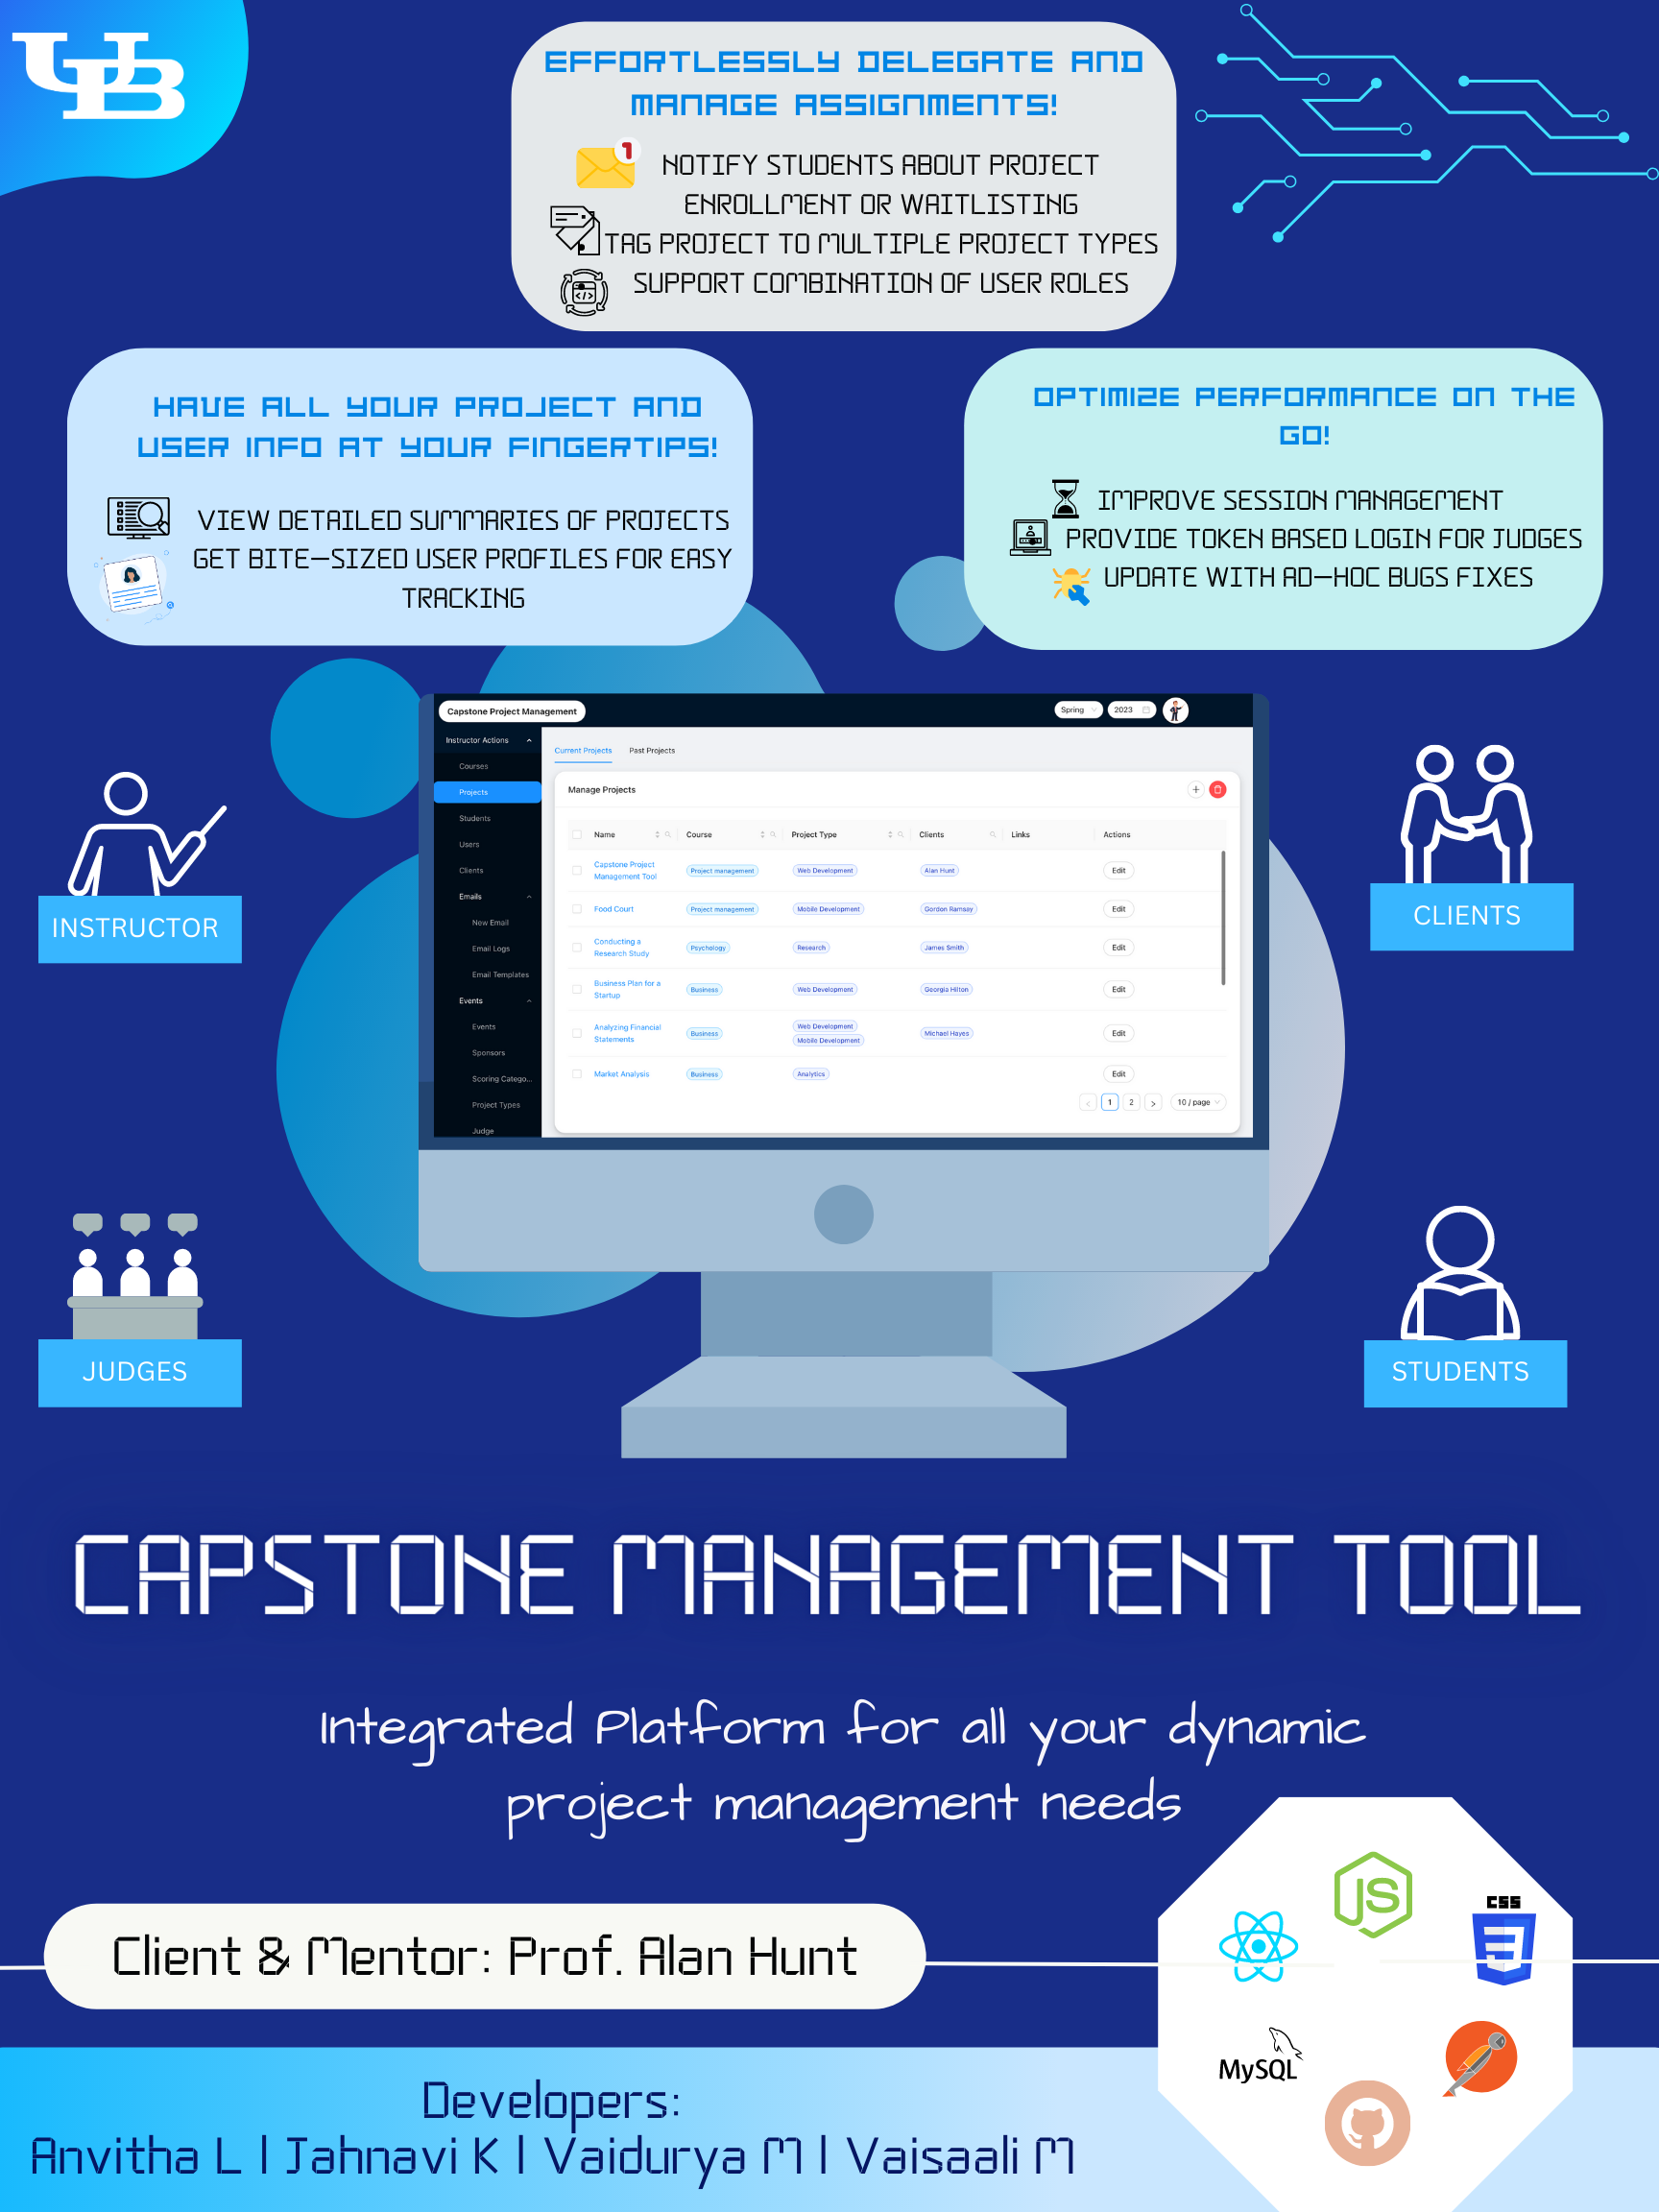 UB
EFFORTLESSLY DELEGATE AND
MANAGE ASSIGNMENTS!
1
NOTIFY STUDENTS ABOUT PROJECT
ENROLLMENT OR WAITLISTING
TAG PROJECT TO MULTIPLE PROJECT TYPES
SUPPORT COMBINATION OF USER ROLES
HAVE ALL YOUR PROJECT AND
USER INFO AT YOUR FINGERTIPS!
VIEW DETAILED SUMMARIES OF PROJECTS
GET BITE-SIZED USER PROFILES FOR EASY
TRACKING
OPTIMIZE PERFORMANCE ON THE
GO!
IMPROVE SESSION MANAGEMENT
PROVIDE TOKEN BASED LOGIN FOR JUDGES
UPDATE WITH AD-HOC BUGS FIXES
Capstone Project Management
Spring
2023
Instructor Actions
Courses
Projects
Students
Users
Clients
Emails
New Email
Email Logs
Email Templates
Events
Events
Sponsors
Scoring Catego...
Project Types
Judge
Current Projects Past Projects
Manage Projects
Name Course Project Type Clients Links Actions
Capstone Project
Management Tool
Project management Web Development Alan Hunt Edit
Food Court Project management Mobile Development Gordon Ramsay Edit
Conducting a
Research Study
Psychology Research James Smith Edit
Business Plan for a
Startup
Business Web Development Georgia Hilton Edit
Analyzing Financial
Statements
Business Web Development
Mobile Development
Michael Hayes Edit
Market Analysis Business Analytics Edit
< 1 2 > 10 / page
INSTRUCTOR
CLIENTS
JUDGES
STUDENTS
CAPSTONE MANAGEMENT TOOL
Integrated Platform for all your dynamic
project management needs
Client & Mentor: Prof. Alan Hunt
JS
CSS
3
MySQL
Developers:
Anvitha L | Jahnavi K | Vaidurya M | Vaisaali M